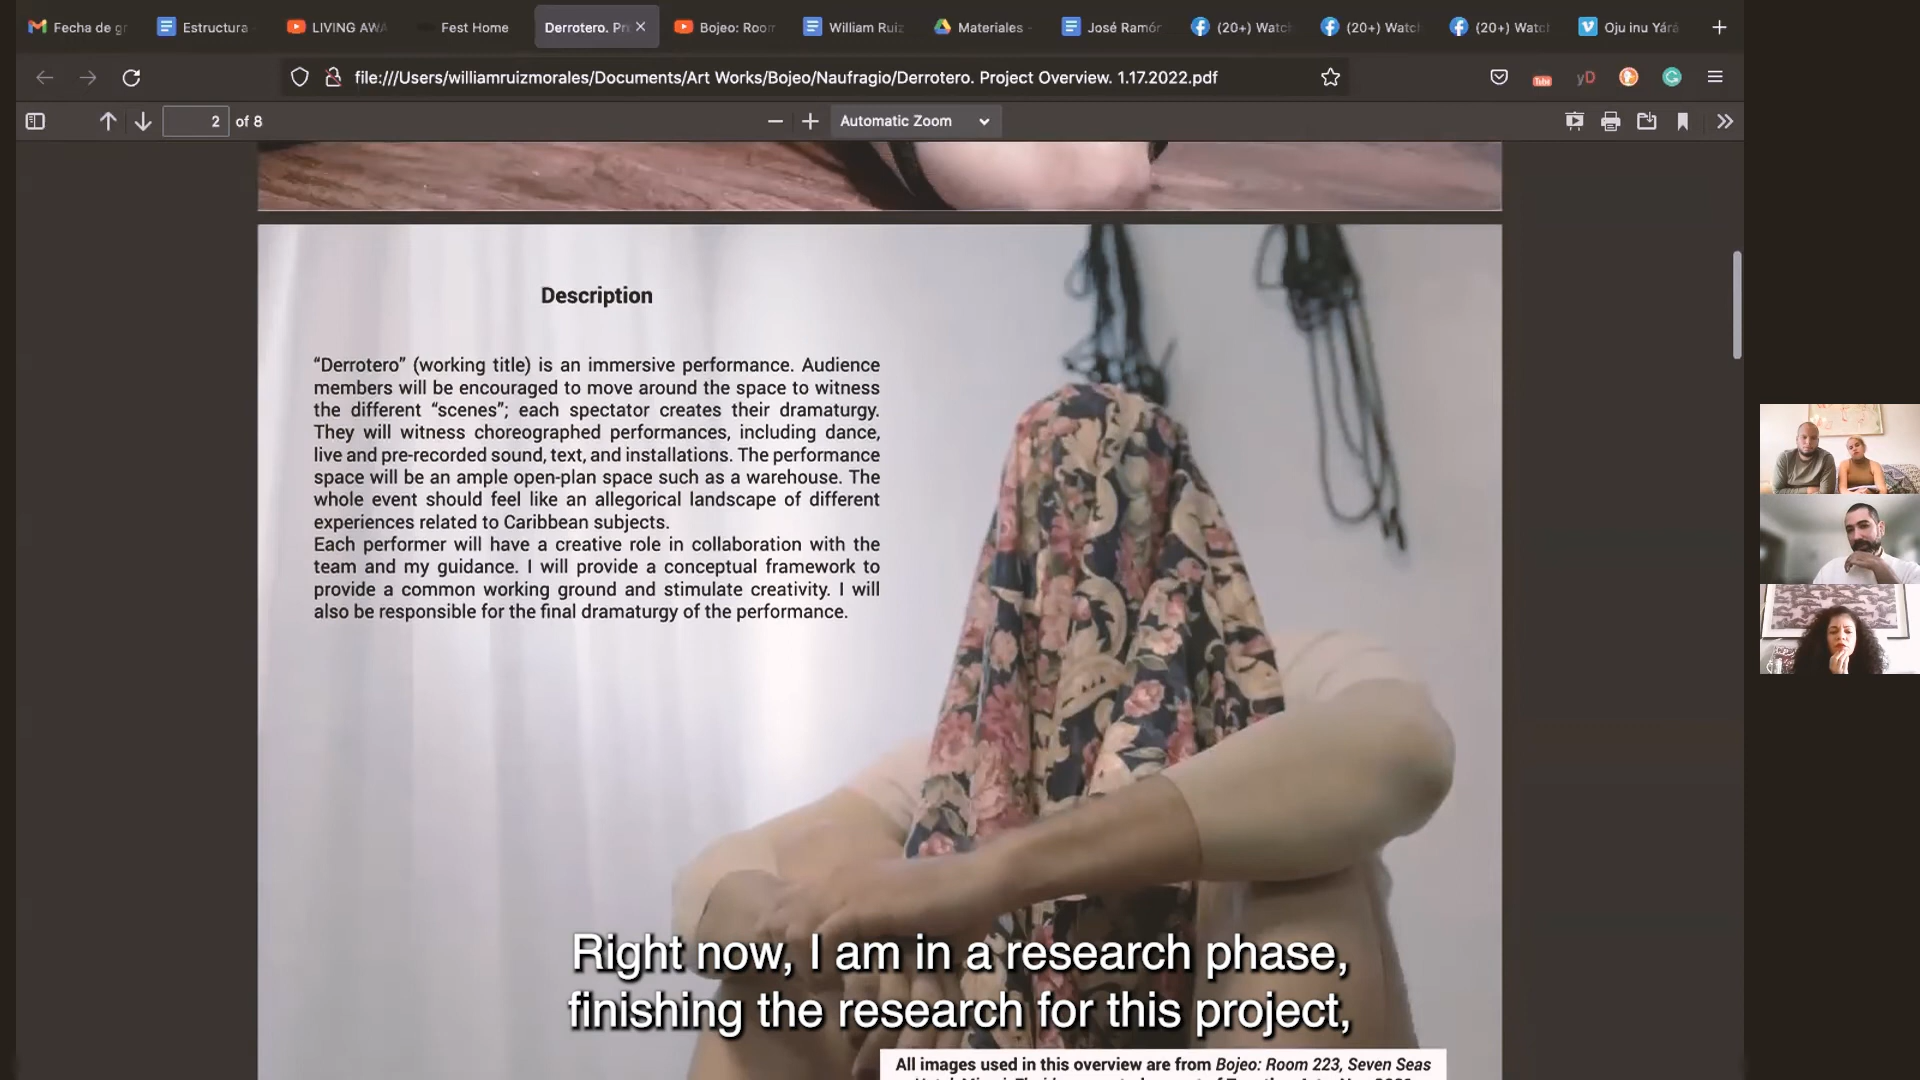 Fecha de gr
Estructura
LIVING AWA
Fest Home
Derrotero. Pr
Bojeo: Room
William Ruiz
Materiales -
José Ramór
(20+) Watch
(20+) Watch
(20+) Watch
Oju inu Yárá
file:///Users/williamruizmorales/Documents/Art Works/Bojeo/Naufragio/Derrotero. Project Overview. 1.17.2022.pdf
2 of 8
Automatic Zoom
Description
“Derrotero” (working title) is an immersive performance. Audience
members will be encouraged to move around the space to witness
the different “scenes”; each spectator creates their dramaturgy.
They will witness choreographed performances, including dance,
live and pre-recorded sound, text, and installations. The performance
space will be an ample open-plan space such as a warehouse. The
whole event should feel like an allegorical landscape of different
experiences related to Caribbean subjects.
Each performer will have a creative role in collaboration with the
team and my guidance. I will provide a conceptual framework to
provide a common working ground and stimulate creativity. I will
also be responsible for the final dramaturgy of the performance.
Right now, I am in a research phase,
finishing the research for this project,
All images used in this overview are from Bojeo: Room 223, Seven Seas